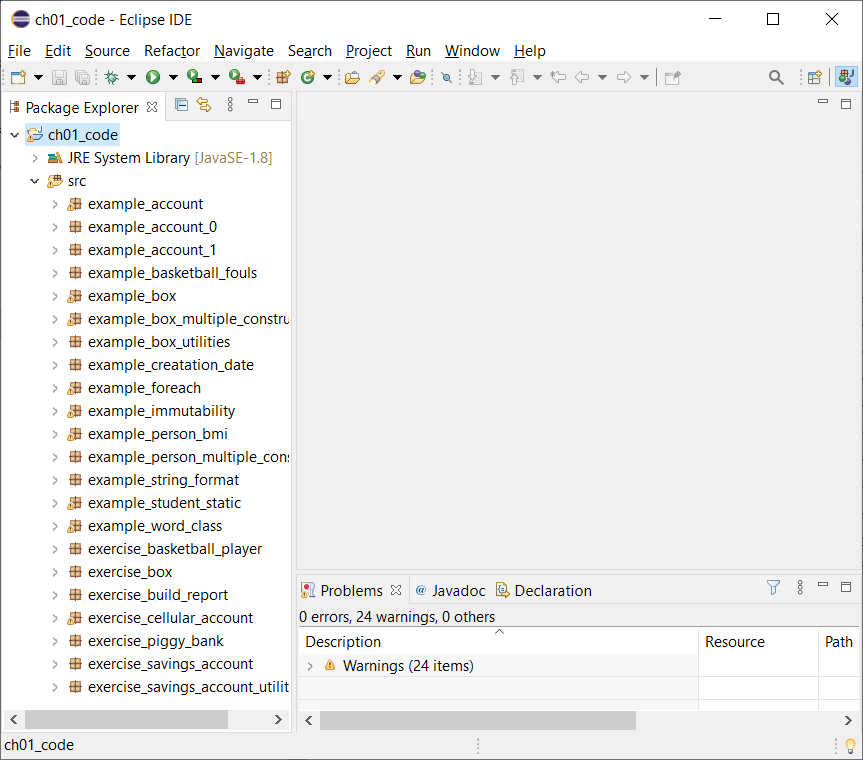 ch01_code - Eclipse IDE
File Edit Source Refactor Navigate Search Project Run Window Help
Package Explorer
ch01_code
JRE System Library [JavaSE-1.8]
src
example_account
example_account_0
example_account_1
example_basketball_fouls
example_box
example_box_multiple_constru
example_box_utilities
example_creatation_date
example_foreach
example_immutability
example_person_bmi
example_person_multiple_cons
example_string_format
example_student_static
example_word_class
exercise_basketball_player
exercise_box
exercise_build_report
exercise_cellular_account
exercise_piggy_bank
exercise_savings_account
exercise_savings_account_utilit
Problems @ Javadoc Declaration
0 errors, 24 warnings, 0 others
Description Resource Path
Warnings (24 items)
ch01_code